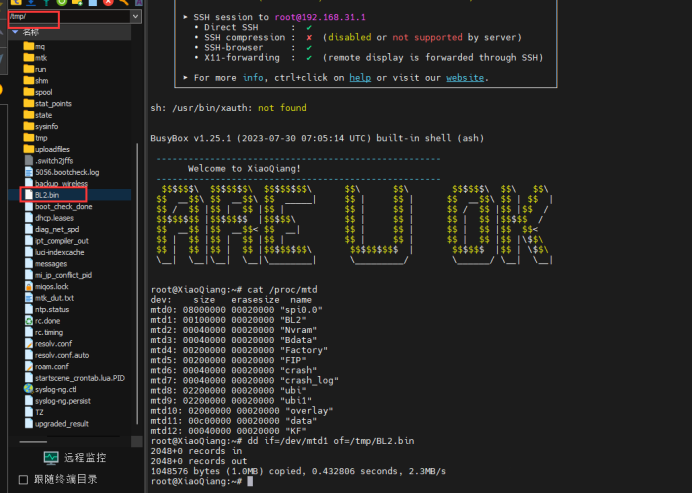 /tmp/
名称
mq
mtk
run
shm
spool
stat_points
state
sysinfo
tmp
uploadfiles
.switch2jffs
5056.bootcheck.log
backup_wireless
BL2.bin
boot_check_done
dhcp.leases
diag_net_spd
ipt_compiler_out
luci-indexcache
messages
mi_ip_conflict_pid
miqos.lock
mtk_dut.txt
ntp.status
rc.done
rc.timing
resolv.conf
resolv.conf.auto
roam.conf
startscene_crontab.lua.PID
syslog-ng.ctl
syslog-ng.persist
TZ
upgraded_result
远程监控
跟随终端目录
▸ SSH session to root@192.168.31.1
• Direct SSH : ✔
• SSH compression : ✘ (disabled or not supported by server)
• SSH-browser : ✔
• X11-forwarding : ✔ (remote display is forwarded through SSH)
▸ For more info, ctrl+click on help or visit our website.
sh: /usr/bin/xauth: not found
BusyBox v1.25.1 (2023-07-30 07:05:14 UTC) built-in shell (ash)
Welcome to XiaoQiang!
ARE U OK
root@XiaoQiang:~# cat /proc/mtd
dev: size erasesize name
mtd0: 08000000 00020000 "spi0.0"
mtd1: 00100000 00020000 "BL2"
mtd2: 00040000 00020000 "Nvram"
mtd3: 00040000 00020000 "Bdata"
mtd4: 00200000 00020000 "Factory"
mtd5: 00200000 00020000 "FIP"
mtd6: 00040000 00020000 "crash"
mtd7: 00040000 00020000 "crash_log"
mtd8: 02200000 00020000 "ubi"
mtd9: 02200000 00020000 "ubi1"
mtd10: 02000000 00020000 "overlay"
mtd11: 00c00000 00020000 "data"
mtd12: 00040000 00020000 "KF"
root@XiaoQiang:~# dd if=/dev/mtd1 of=/tmp/BL2.bin
2048+0 records in
2048+0 records out
1048576 bytes (1.0MB) copied, 0.432806 seconds, 2.3MB/s
root@XiaoQiang:~#